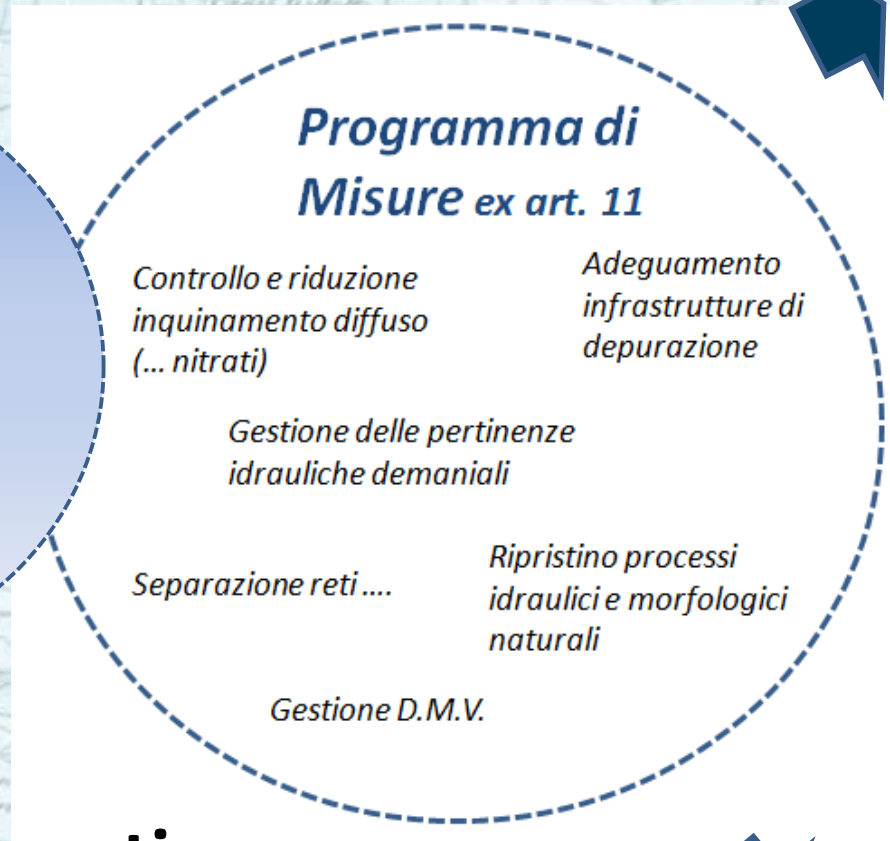 Programma di
Misure ex art. 11
Controllo e riduzione
inquinamento diffuso
(... nitrati)
Adeguamento
infrastrutture di
depurazione
Gestione delle pertinenze
idrauliche demaniali
Separazione reti ....
Ripristino processi
idraulici e morfologici
naturali
Gestione D.M.V.